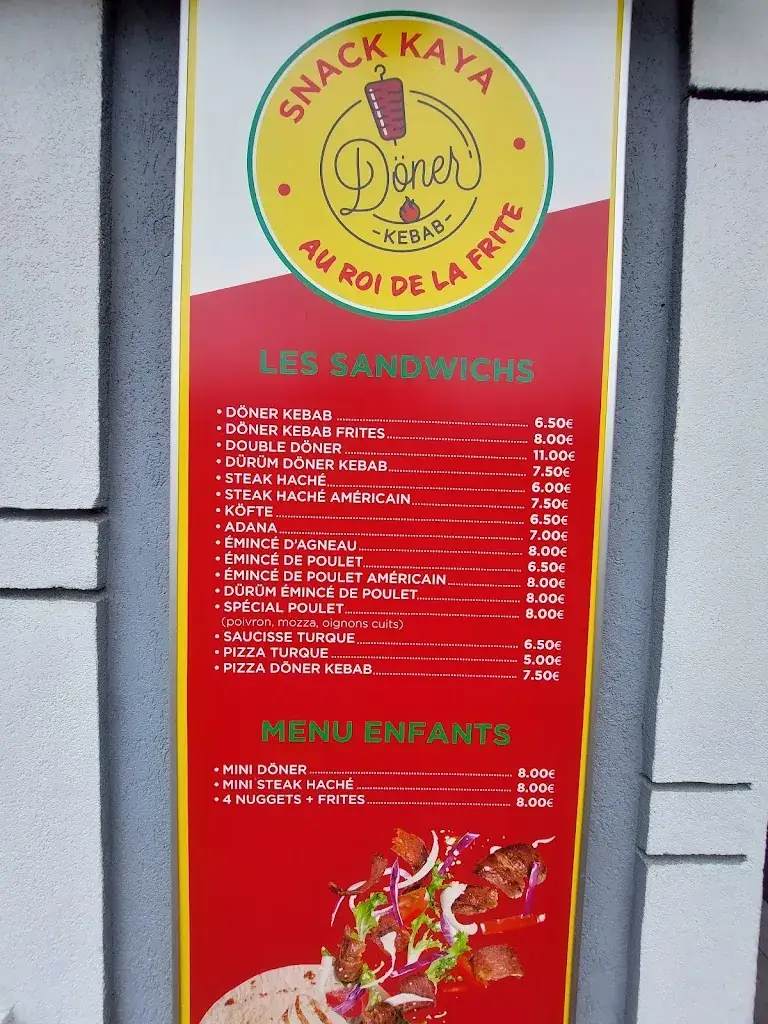 SNACK KAYA
Döner
-KEBAB-
AU ROI DE LA FRITE
LES SANDWICHS
• DÖNER KEBAB 6.50€
• DÖNER KEBAB FRITES 8.00€
• DOUBLE DÖNER 11.00€
• DÜRÜM DÖNER KEBAB 7.50€
• STEAK HACHÉ 6.00€
• STEAK HACHÉ AMÉRICAIN 7.50€
• KÖFTE 6.50€
• ADANA 7.00€
• ÉMINCÉ D'AGNEAU 8.00€
• ÉMINCÉ DE POULET 6.50€
• ÉMINCÉ DE POULET AMÉRICAIN 8.00€
• DÜRÜM ÉMINCÉ DE POULET 8.00€
• SPÉCIAL POULET 8.00€
(poivron, mozza, oignons cuits)
• SAUCISSE TURQUE 6.50€
• PIZZA TURQUE 5.00€
• PIZZA DÖNER KEBAB 7.50€
MENU ENFANTS
• MINI DÖNER 8.00€
• MINI STEAK HACHÉ 8.00€
• 4 NUGGETS + FRITES 8.00€